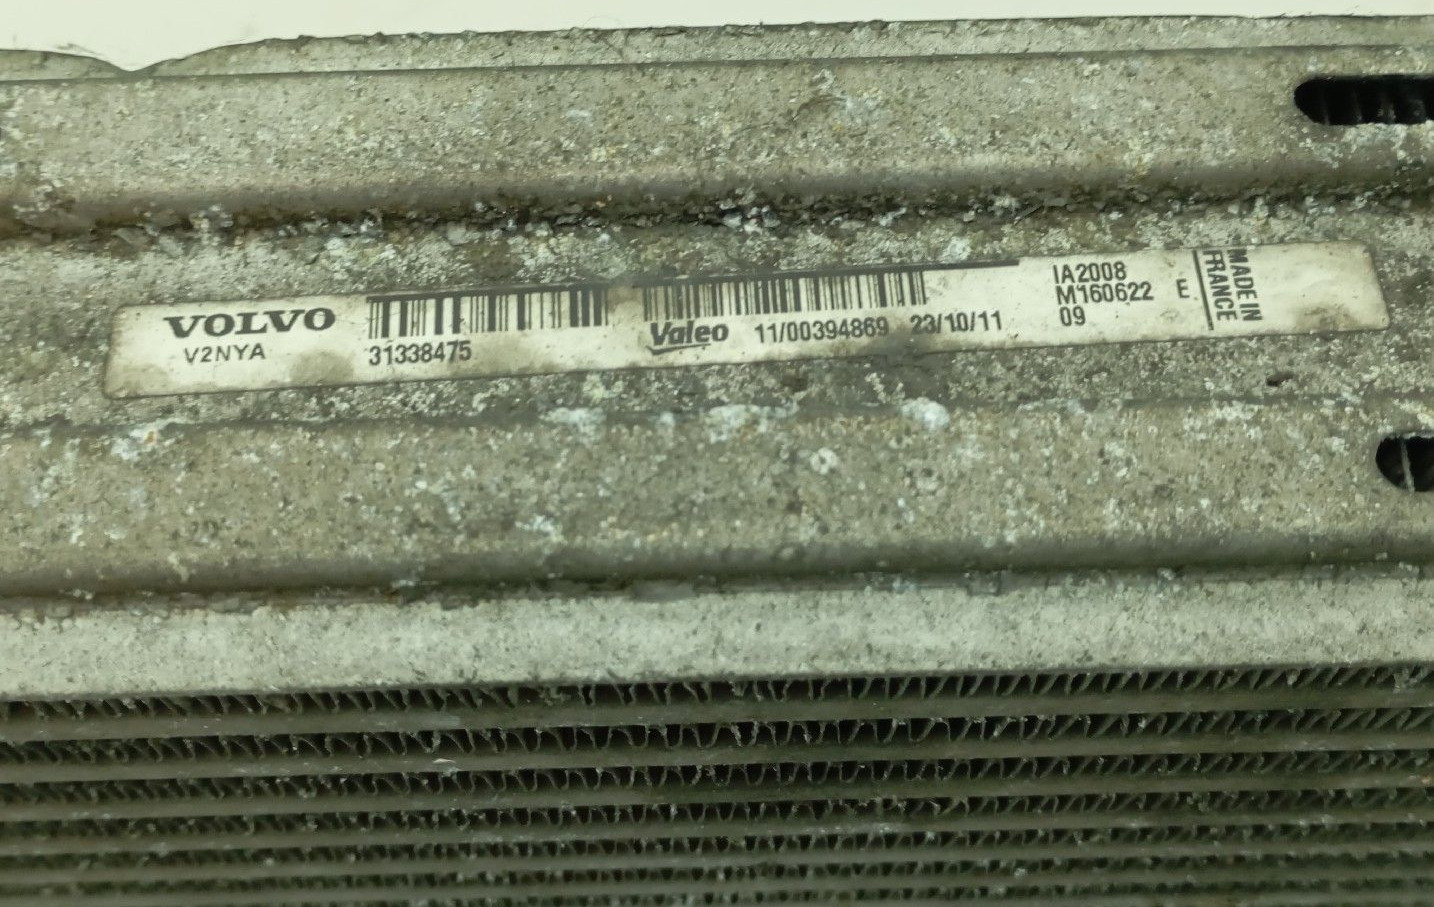 VOLVO
V2NYA
31338475
Valeo 11/00394869 23/10/11
IA2008
M160622 E
09
MADE IN
FRANCE